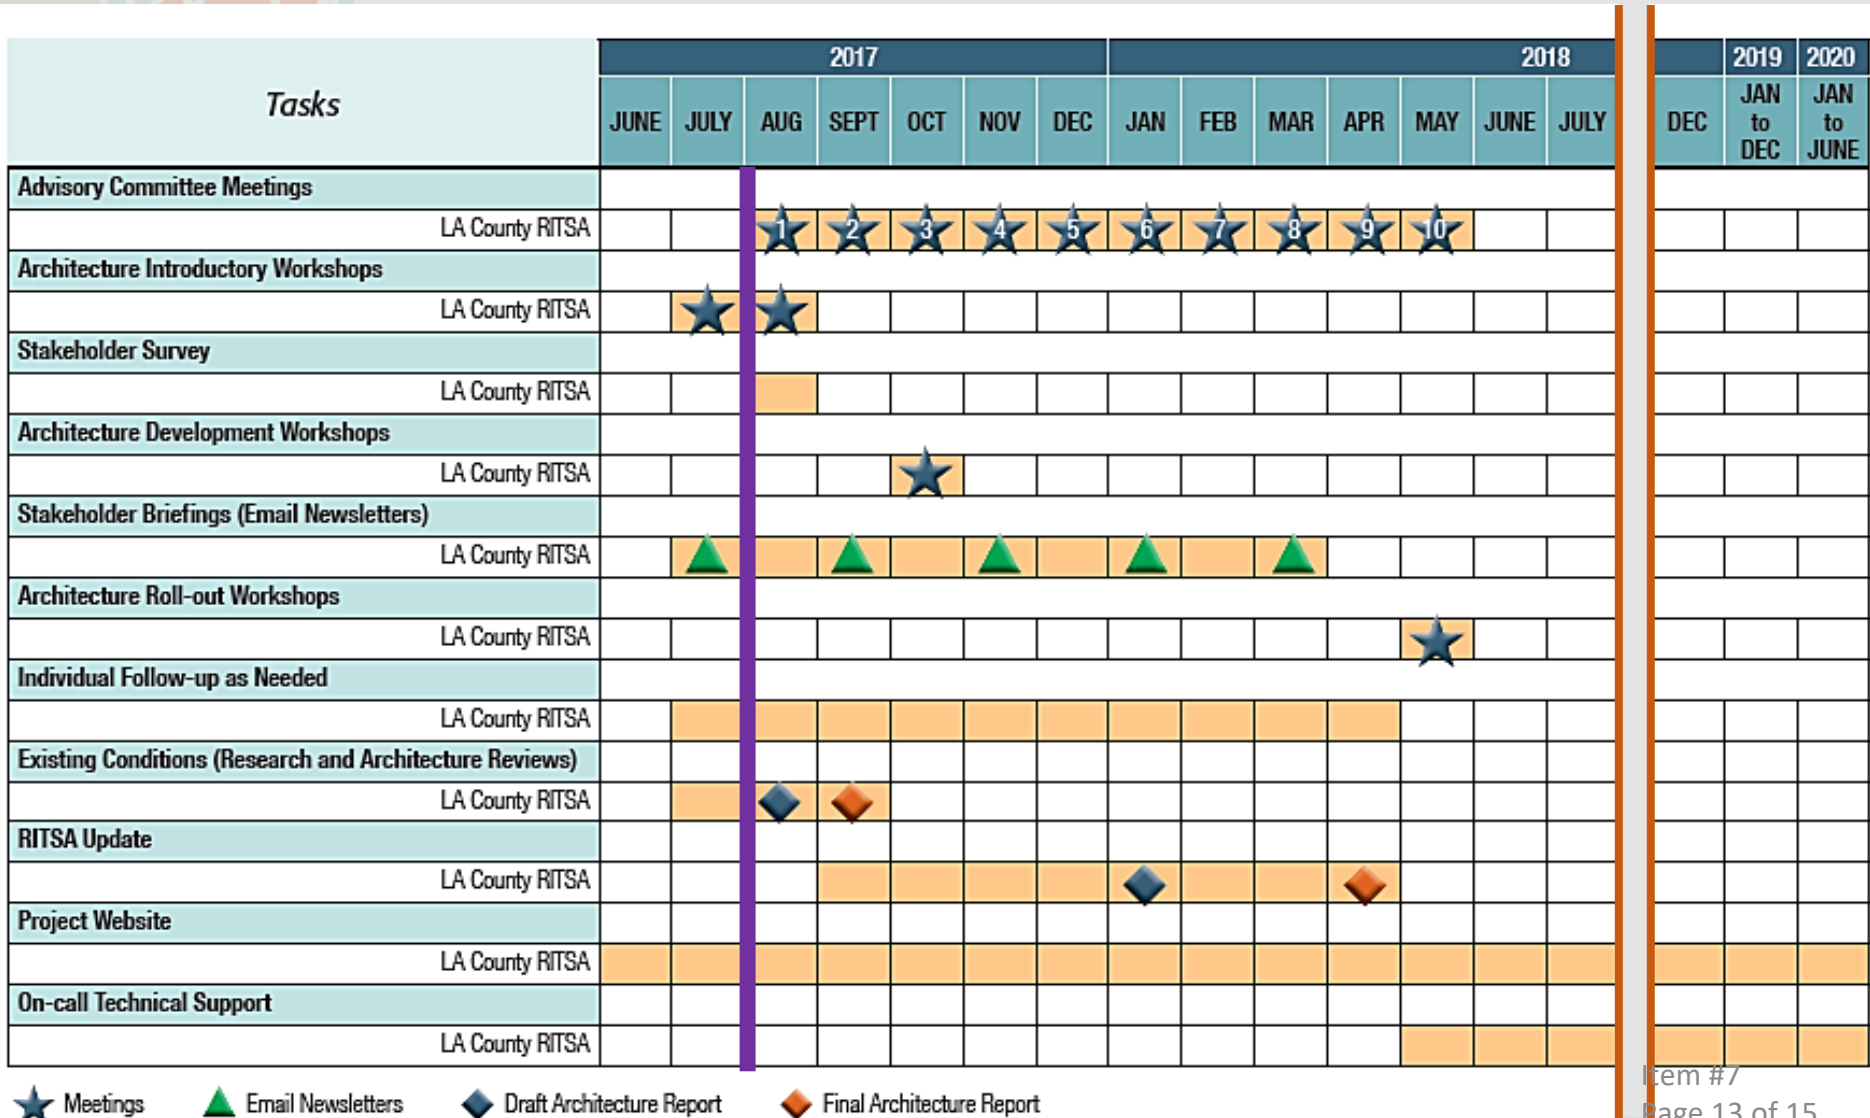 Tasks
2017 2018 2019 2020
JUNE JULY AUG SEPT OCT NOV DEC JAN FEB MAR APR MAY JUNE JULY DEC JAN to DEC JAN to JUNE
Advisory Committee Meetings
LA County RITSA 1 2 3 4 5 6 7 8 9 10
Architecture Introductory Workshops
LA County RITSA
Stakeholder Survey
LA County RITSA
Architecture Development Workshops
LA County RITSA
Stakeholder Briefings (Email Newsletters)
LA County RITSA
Architecture Roll-out Workshops
LA County RITSA
Individual Follow-up as Needed
LA County RITSA
Existing Conditions (Research and Architecture Reviews)
LA County RITSA
RITSA Update
LA County RITSA
Project Website
LA County RITSA
On-call Technical Support
LA County RITSA
Meetings Email Newsletters Draft Architecture Report Final Architecture Report
Item #7
Page 13 of 15